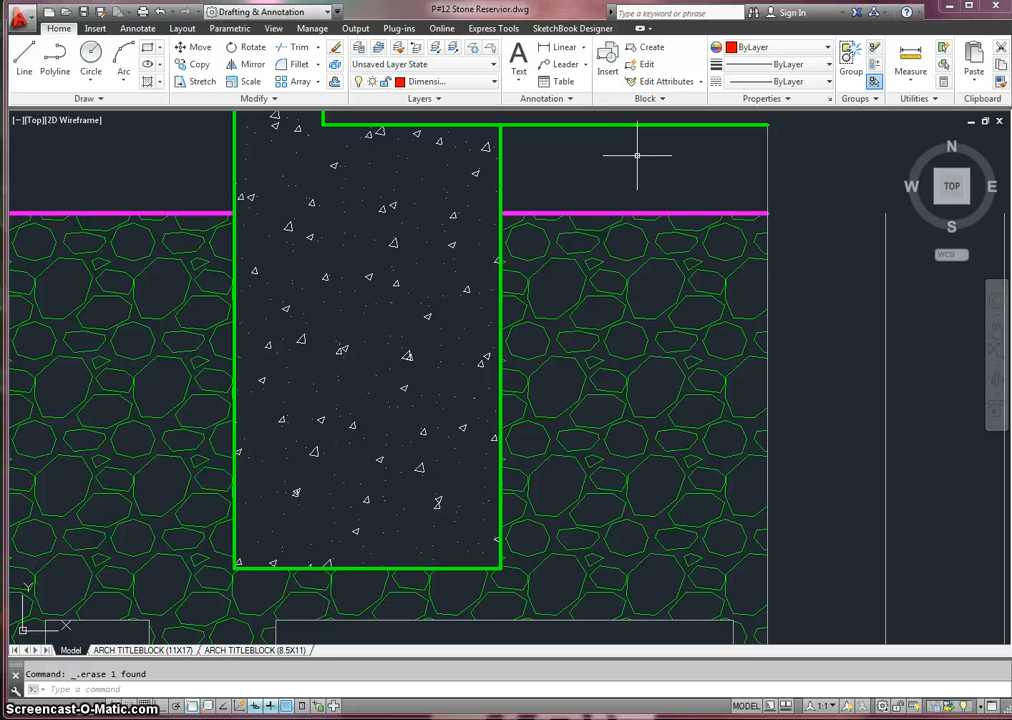 Drafting & Annotation
P#12 Stone Reservior.dwg
Type a keyword or phrase
Sign In
Home Insert Annotate Layout Parametric View Manage Output Plug-ins Online Express Tools SketchBook Designer
Line Polyline Circle Arc
Move Rotate Trim
Copy Mirror Fillet
Stretch Scale Array
Unsaved Layer State
Dimensi...
Text
Linear
Leader
Table
Insert
Create
Edit
Edit Attributes
ByLayer
ByLayer
ByLayer
Group
Measure
Paste
Draw Modify Layers Annotation Block Properties Groups Utilities Clipboard
[−][Top][2D Wireframe]
N
W TOP E
S
WCS
Y
X
Model ARCH TITLEBLOCK (11X17) ARCH TITLEBLOCK (8.5X11)
Command: _.erase 1 found
Type a command
Screencast-O-Matic.com
MODEL
1:1